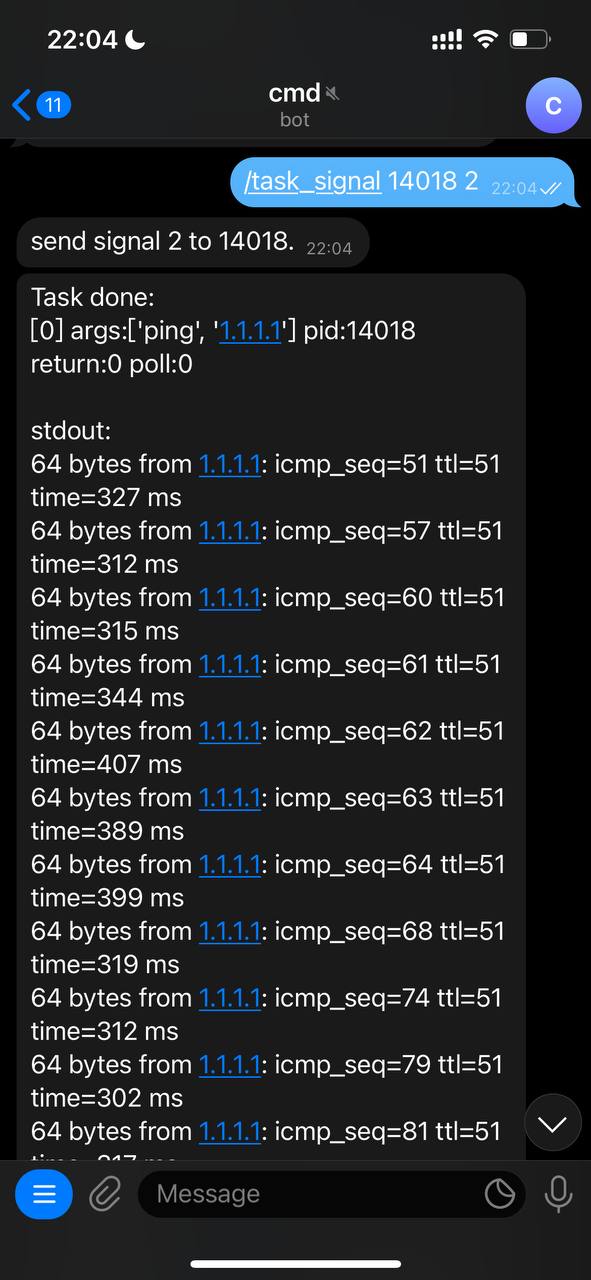 22:04
11
cmd
bot
C
/task_signal 14018 2 22:04
send signal 2 to 14018. 22:04
Task done:
[0] args:['ping', '1.1.1.1'] pid:14018
return:0 poll:0
stdout:
64 bytes from 1.1.1.1: icmp_seq=51 ttl=51
time=327 ms
64 bytes from 1.1.1.1: icmp_seq=57 ttl=51
time=312 ms
64 bytes from 1.1.1.1: icmp_seq=60 ttl=51
time=315 ms
64 bytes from 1.1.1.1: icmp_seq=61 ttl=51
time=344 ms
64 bytes from 1.1.1.1: icmp_seq=62 ttl=51
time=407 ms
64 bytes from 1.1.1.1: icmp_seq=63 ttl=51
time=389 ms
64 bytes from 1.1.1.1: icmp_seq=64 ttl=51
time=399 ms
64 bytes from 1.1.1.1: icmp_seq=68 ttl=51
time=319 ms
64 bytes from 1.1.1.1: icmp_seq=74 ttl=51
time=312 ms
64 bytes from 1.1.1.1: icmp_seq=79 ttl=51
time=302 ms
64 bytes from 1.1.1.1: icmp_seq=81 ttl=51
Message